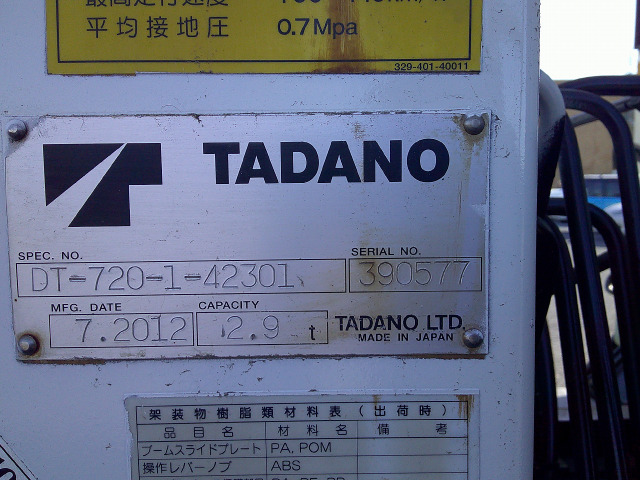 平均接地圧 0.7Mpa
329-401-40011
TADANO
SPEC. NO. SERIAL NO.
DT-720-1-42301 390577
MFG. DATE CAPACITY
7.2012 2.9 t TADANO LTD.
MADE IN JAPAN
架装物樹脂類材料表(出荷時)
品目名 材料名 備考
ブームスライドプレート PA, POM
操作レバーノブ ABS